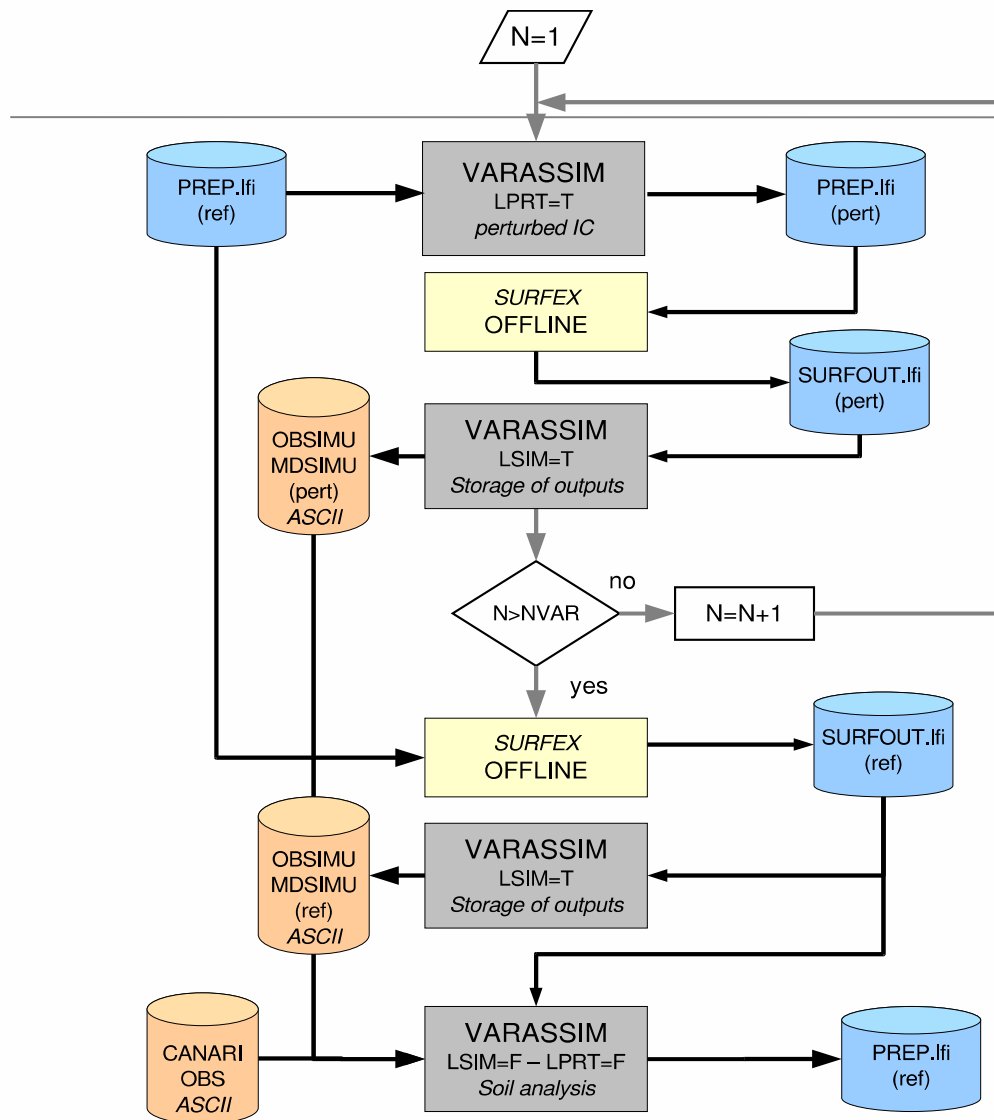 N=1
PREP.lfi
(ref)
VARASSIM
LPRT=T
perturbed IC
PREP.lfi
(pert)
SURFEX
OFFLINE
SURFOUT.lfi
(pert)
OBSIMU
MDSIMU
(pert)
ASCII
VARASSIM
LSIM=T
Storage of outputs
N>NVAR
no
N=N+1
yes
SURFEX
OFFLINE
SURFOUT.lfi
(ref)
OBSIMU
MDSIMU
(ref)
ASCII
VARASSIM
LSIM=T
Storage of outputs
CANARI
OBS
ASCII
VARASSIM
LSIM=F – LPRT=F
Soil analysis
PREP.lfi
(ref)